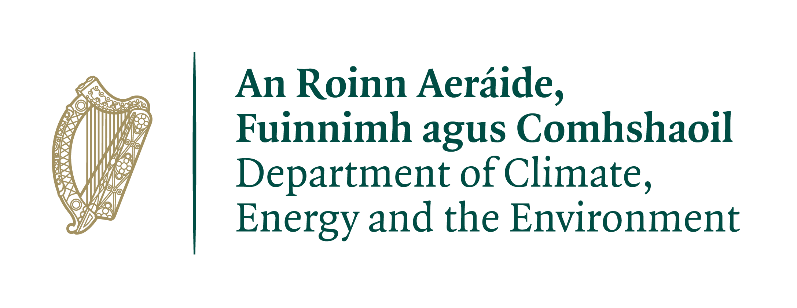 An Roinn Aeráide,
Fuinnimh agus Comhshaoil
Department of Climate,
Energy and the Environment